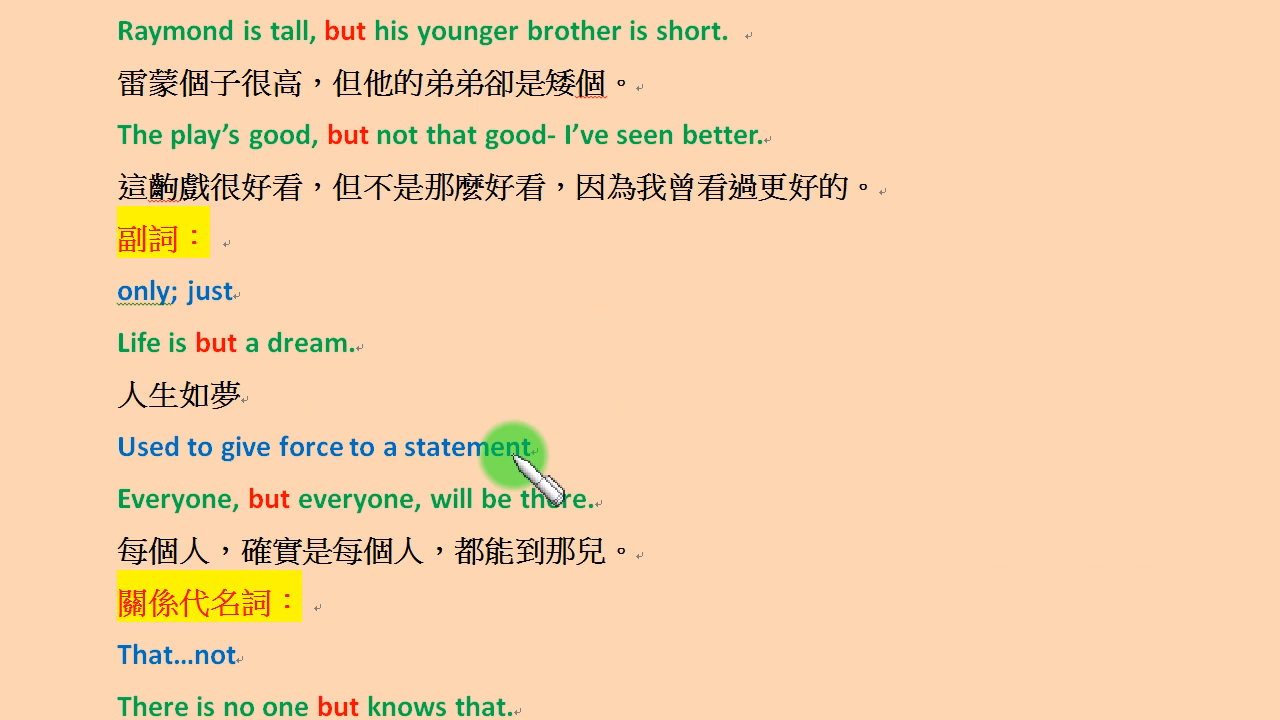 Raymond is tall, but his younger brother is short.
雷蒙個子很高，但他的弟弟卻是矮個。
The play’s good, but not that good- I’ve seen better.
這齣戲很好看，但不是那麼好看，因為我曾看過更好的。
副詞：
only; just
Life is but a dream.
人生如夢
Used to give force to a statement
Everyone, but everyone, will be there.
每個人，確實是每個人，都能到那兒。
關係代名詞：
That…not
There is no one but knows that.